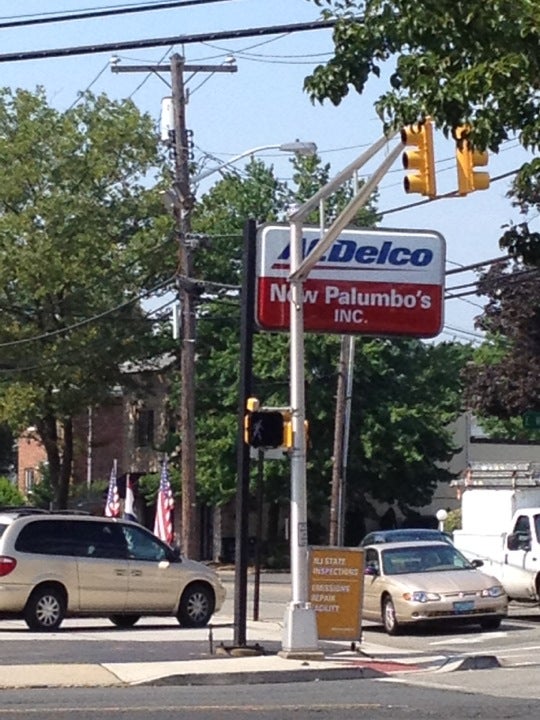 ACDelco
New Palumbo's
INC.
NJ STATE
INSPECTIONS
EMISSIONS
REPAIR
FACILITY